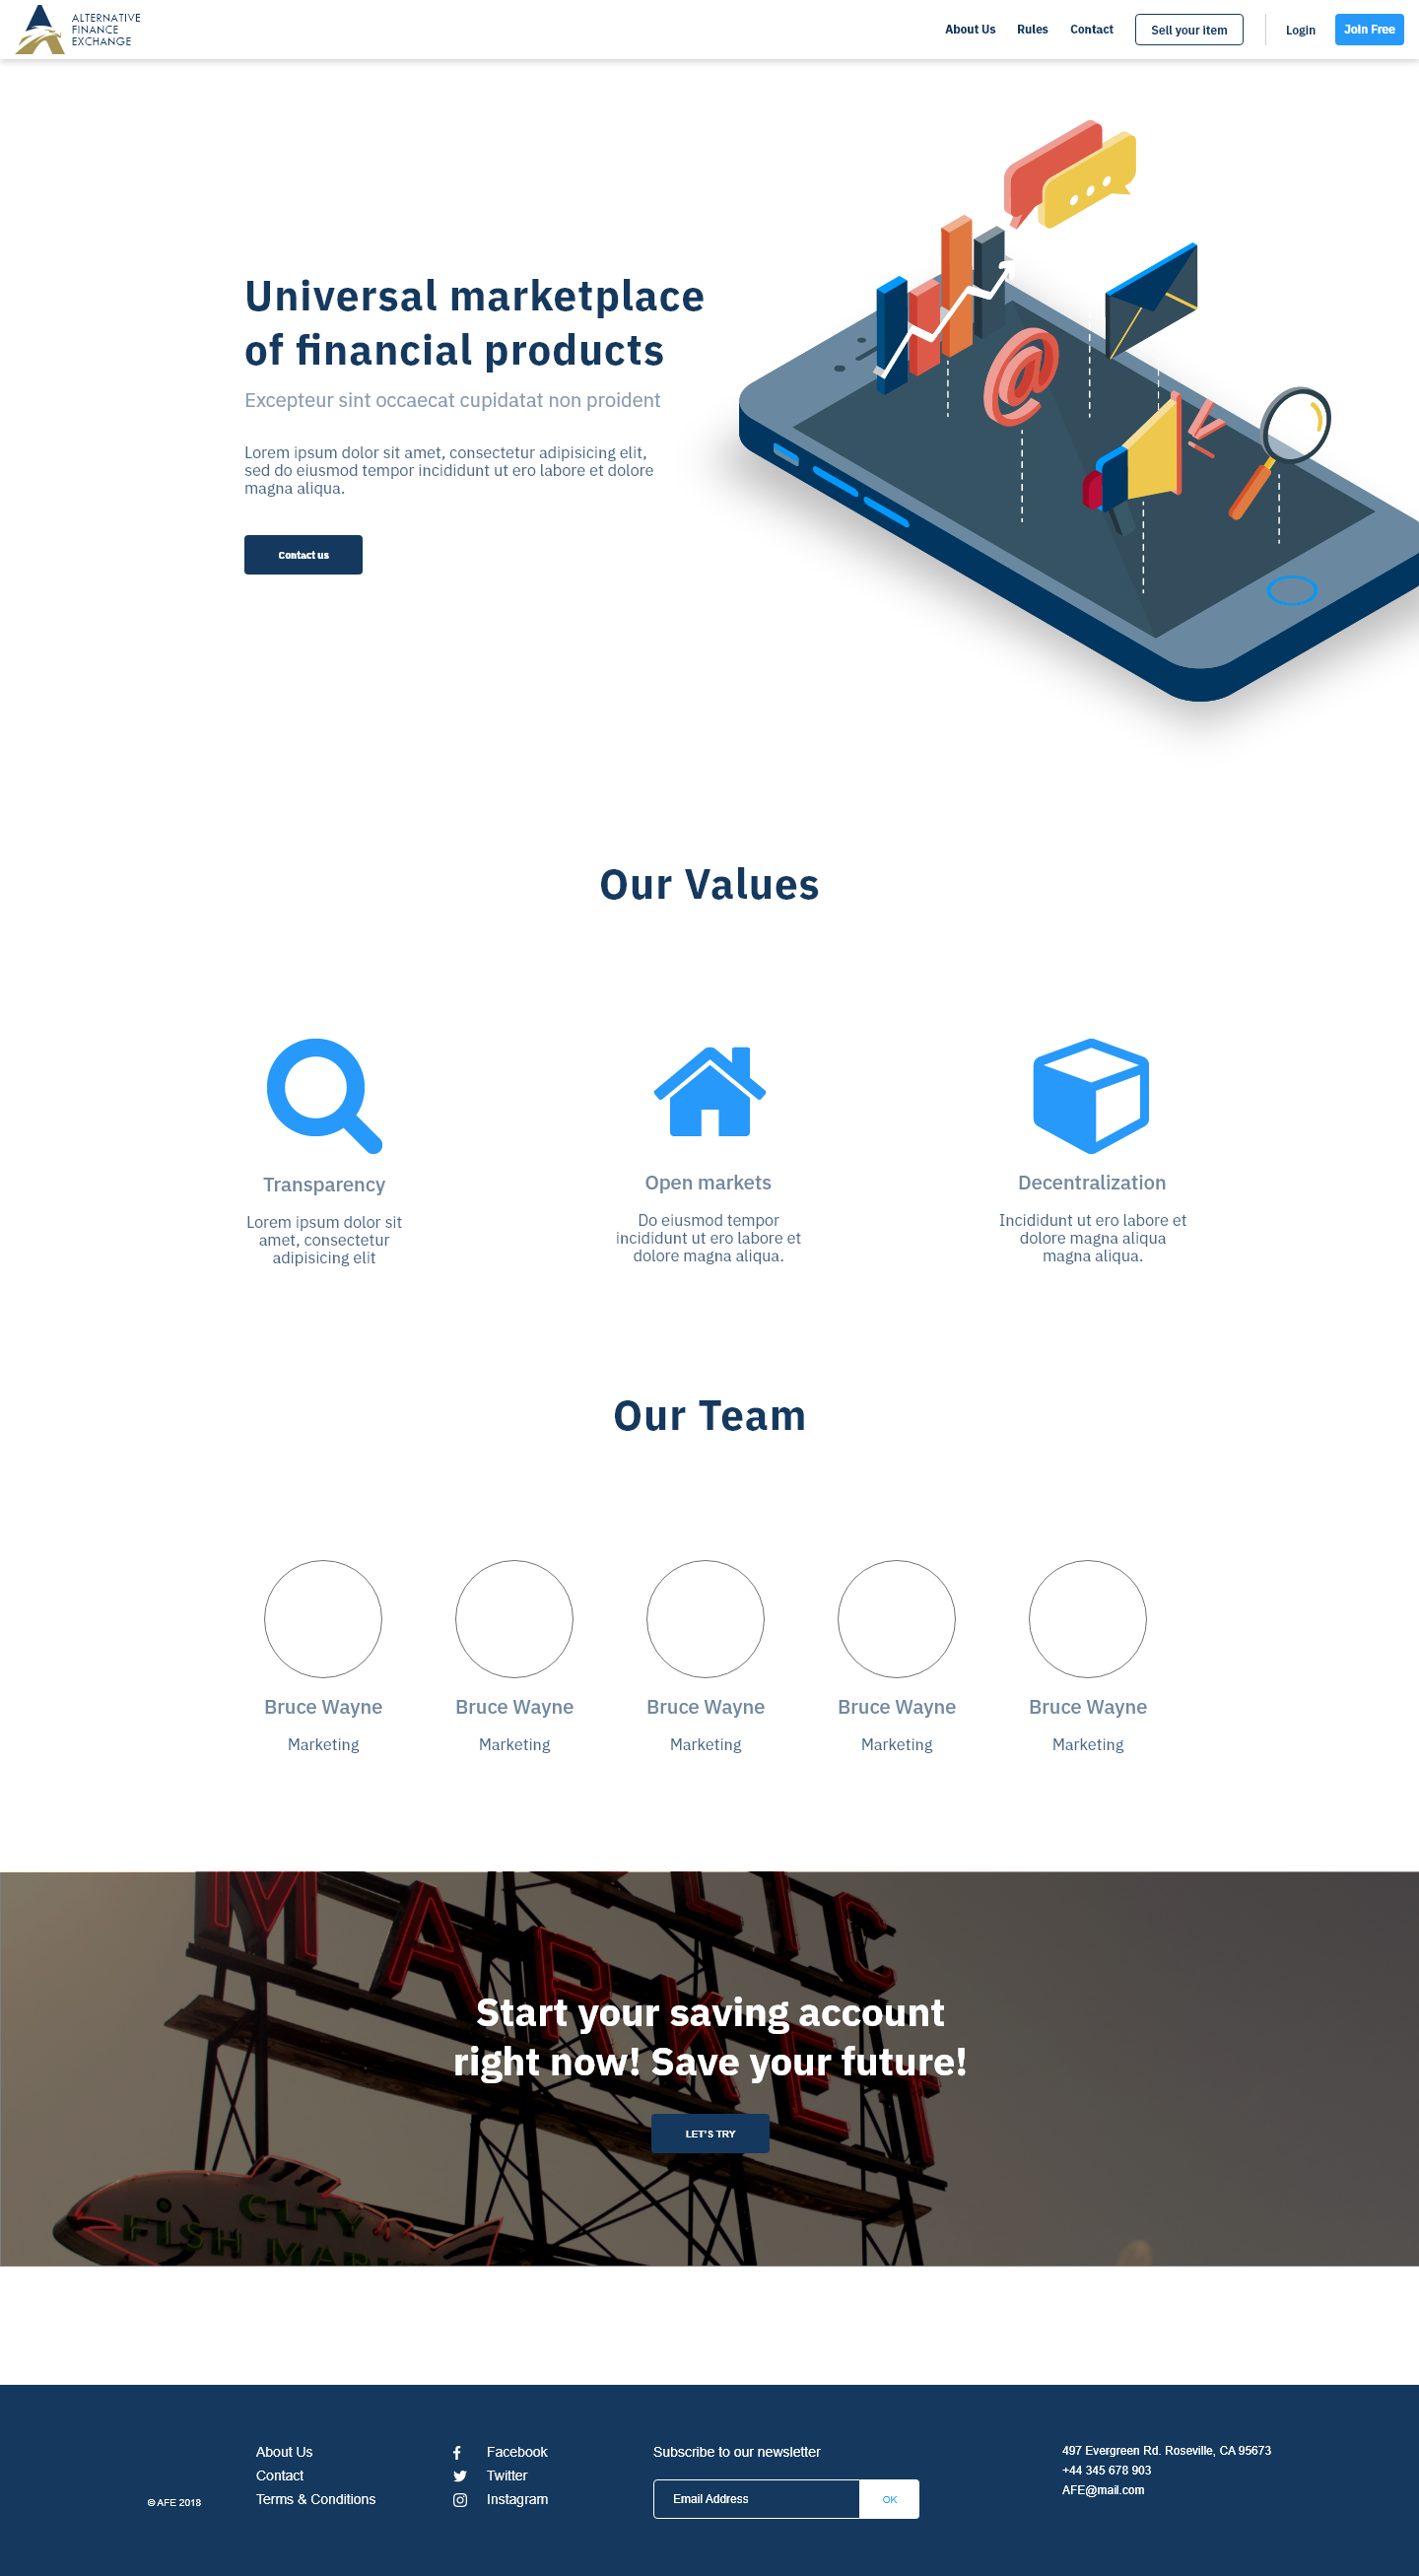 ALTERNATIVE
FINANCE
EXCHANGE
About Us
Rules
Contact
Sell your item
Login
Join Free
Universal marketplace
of financial products
Excepteur sint occaecat cupidatat non proident
Lorem ipsum dolor sit amet, consectetur adipisicing elit,
sed do eiusmod tempor incididunt ut ero labore et dolore
magna aliqua.
Contact us
@
Our Values
Transparency
Lorem ipsum dolor sit
amet, consectetur
adipisicing elit
Open markets
Do eiusmod tempor
incididunt ut ero labore et
dolore magna aliqua.
Decentralization
Incididunt ut ero labore et
dolore magna aliqua
magna aliqua.
Our Team
Bruce Wayne
Marketing
Bruce Wayne
Marketing
Bruce Wayne
Marketing
Bruce Wayne
Marketing
Bruce Wayne
Marketing
MARKET
Start your saving account
right now! Save your future!
LET'S TRY
CITY
FISH MARK
© AFE 2018
About Us
Contact
Terms & Conditions
Facebook
Twitter
Instagram
Subscribe to our newsletter
Email Address
OK
497 Evergreen Rd. Roseville, CA 95673
+44 345 678 903
AFE@mail.com